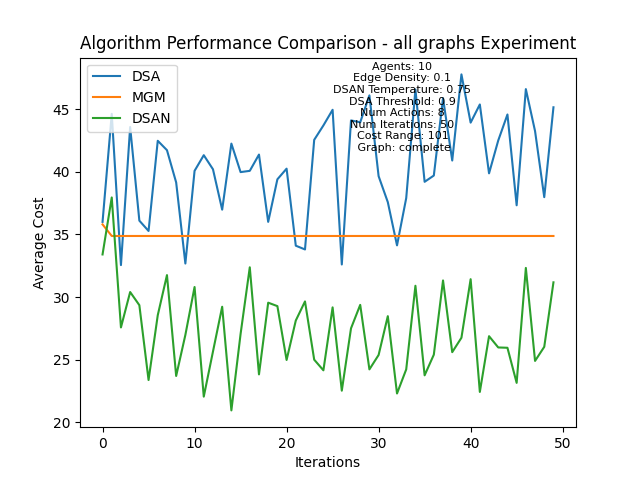 Algorithm Performance Comparison - all graphs Experiment
DSA
MGM
DSAN
Agents: 10
Edge Density: 0.1
DSAN Temperature: 0.75
DSA Threshold: 0.9
Num Actions: 8
Num Iterations: 50
Cost Range: 101
Graph: complete
45
40
35
30
25
20
Average Cost
0
10
20
30
40
50
Iterations